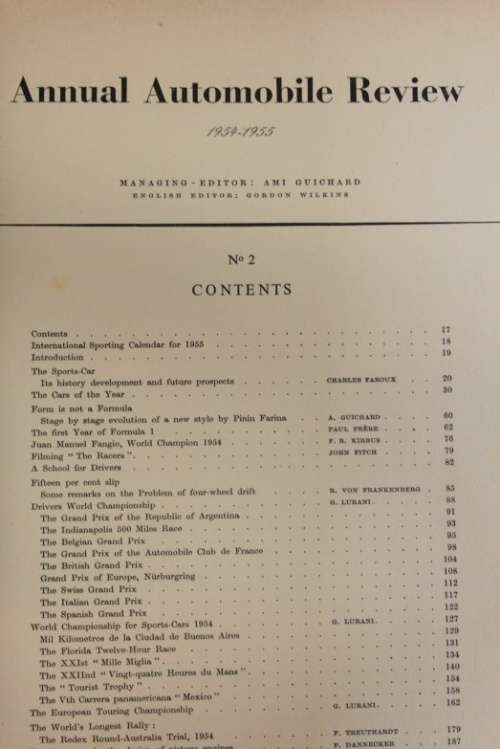 Annual Automobile Review
1954-1955
MANAGING-EDITOR: AMI GUICHARD
ENGLISH EDITOR: GORDON WILKINS
No 2
CONTENTS
Contents 17
International Sporting Calendar for 1955 18
Introduction 19
The Sports-Car
Its history development and future prospects CHARLES FAROUX 20
The Cars of the Year 30
Form is not a Formula
Stage by stage evolution of a new style by Pinin Farina A. GUICHARD 60
The first Year of Formula 1 PAUL FRÈRE 62
Juan Manuel Fangio, World Champion 1954 76
Filming "The Racers" JOHN FITCH 79
A School for Drivers 82
Fifteen per cent slip
Some remarks on the Problem of four-wheel drift R. VON FRANKENBERG 85
Drivers World Championship G. LURANI 88
The Grand Prix of the Republic of Argentina 91
The Indianapolis 500 Miles Race 93
The Belgian Grand Prix 95
The Grand Prix of the Automobile Club de France 98
The British Grand Prix 104
Grand Prix of Europe, Nürburgring 108
The Swiss Grand Prix 112
The Italian Grand Prix 117
The Spanish Grand Prix 122
World Championship for Sports-Cars 1954 G. LURANI 127
Mil Kilometros de la Ciudad de Buenos Aires 129
The Florida Twelve-Hour Race 131
The XXIst "Mille Miglia" 134
The XXIInd "Vingt-quatre Heures du Mans" 140
The "Tourist Trophy" 154
The Vth Carrera panamericana "Mexico" 158
The European Touring Championship G. LURANI 162
The World's Longest Rally:
The Redex Round-Australia Trial, 1954 F. TREUTHARDT 179
F. DANNECKER 187